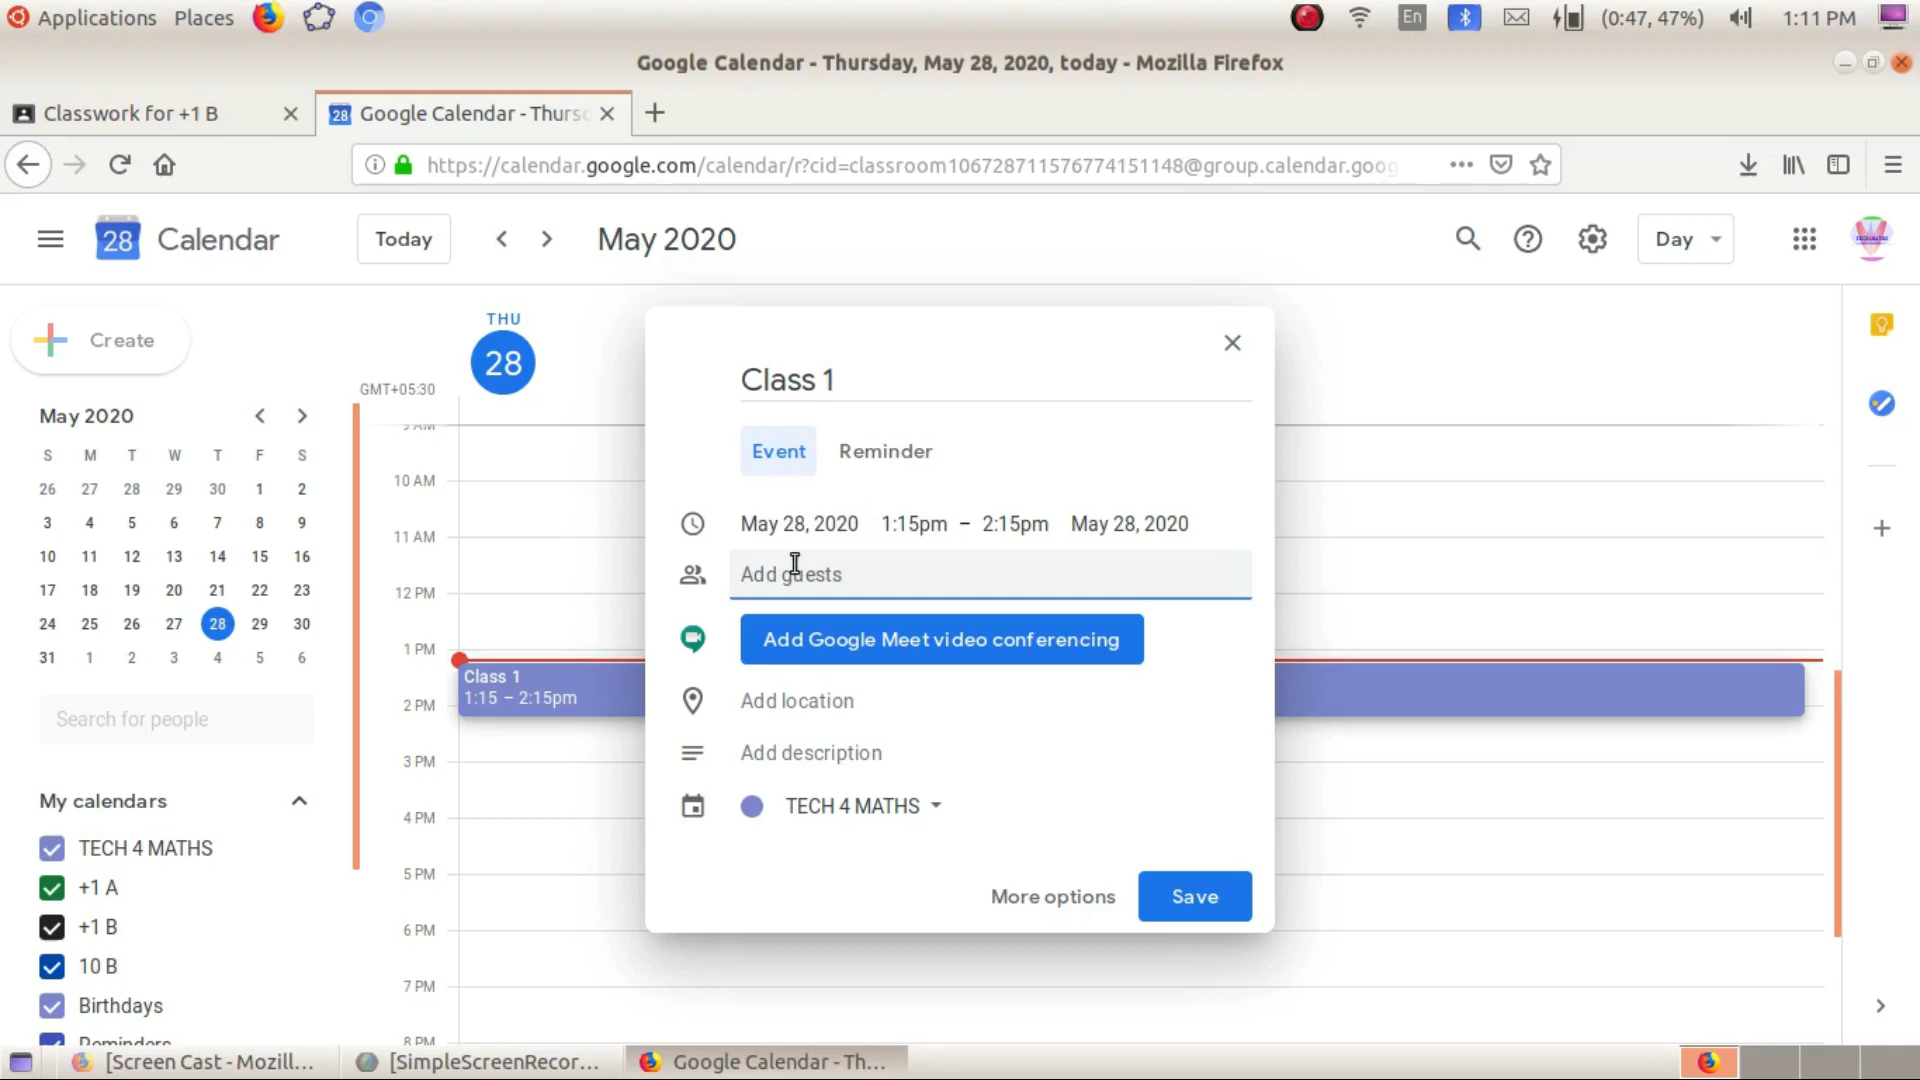 Applications Places
En (0:47, 47%) 1:11 PM
Google Calendar - Thursday, May 28, 2020, today - Mozilla Firefox
Classwork for +1 B
28 Google Calendar - Thurs
https://calendar.google.com/calendar/r?cid=classroom106728711576774151148@group.calendar.goog
28 Calendar Today May 2020 Day
Create
THU
28
GMT+05:30
May 2020
S M T W T F S
26 27 28 29 30 1 2
3 4 5 6 7 8 9
10 11 12 13 14 15 16
17 18 19 20 21 22 23
24 25 26 27 28 29 30
31 1 2 3 4 5 6
Search for people
My calendars
TECH 4 MATHS
+1 A
+1 B
10 B
Birthdays
Reminders
9 AM
10 AM
11 AM
12 PM
1 PM
2 PM
3 PM
4 PM
5 PM
6 PM
7 PM
8 PM
Class 1
1:15 – 2:15pm
Class 1
Event Reminder
May 28, 2020 1:15pm – 2:15pm May 28, 2020
Add guests
Add Google Meet video conferencing
Add location
Add description
TECH 4 MATHS
More options Save
[Screen Cast - Mozill...
[SimpleScreenRecor...
Google Calendar - Th...